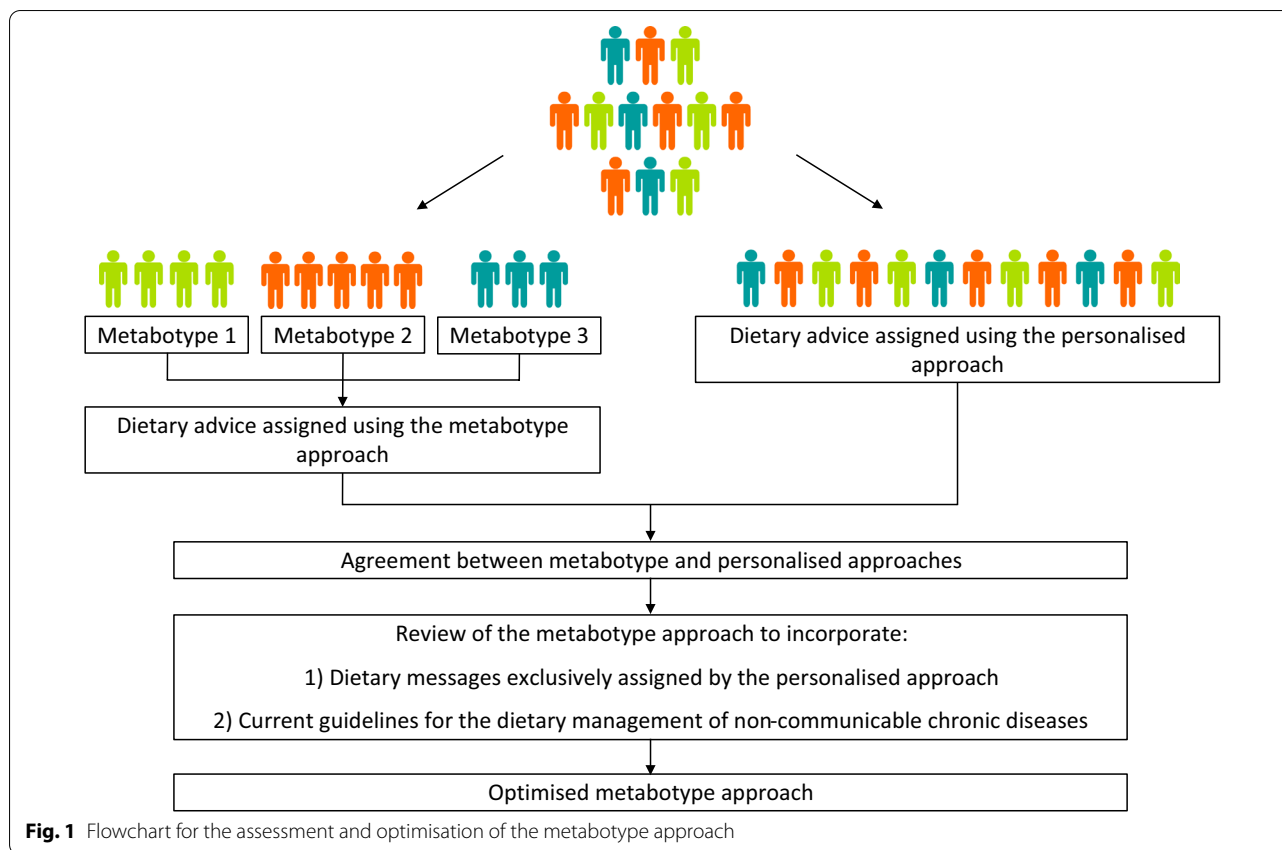 Metabotype 1
Metabotype 2
Metabotype 3
Dietary advice assigned using the personalised
approach
Dietary advice assigned using the metabotype
approach
Agreement between metabotype and personalised approaches
Review of the metabotype approach to incorporate:
1) Dietary messages exclusively assigned by the personalised approach
2) Current guidelines for the dietary management of non-communicable chronic diseases
Optimised metabotype approach
Fig. 1 Flowchart for the assessment and optimisation of the metabotype approach